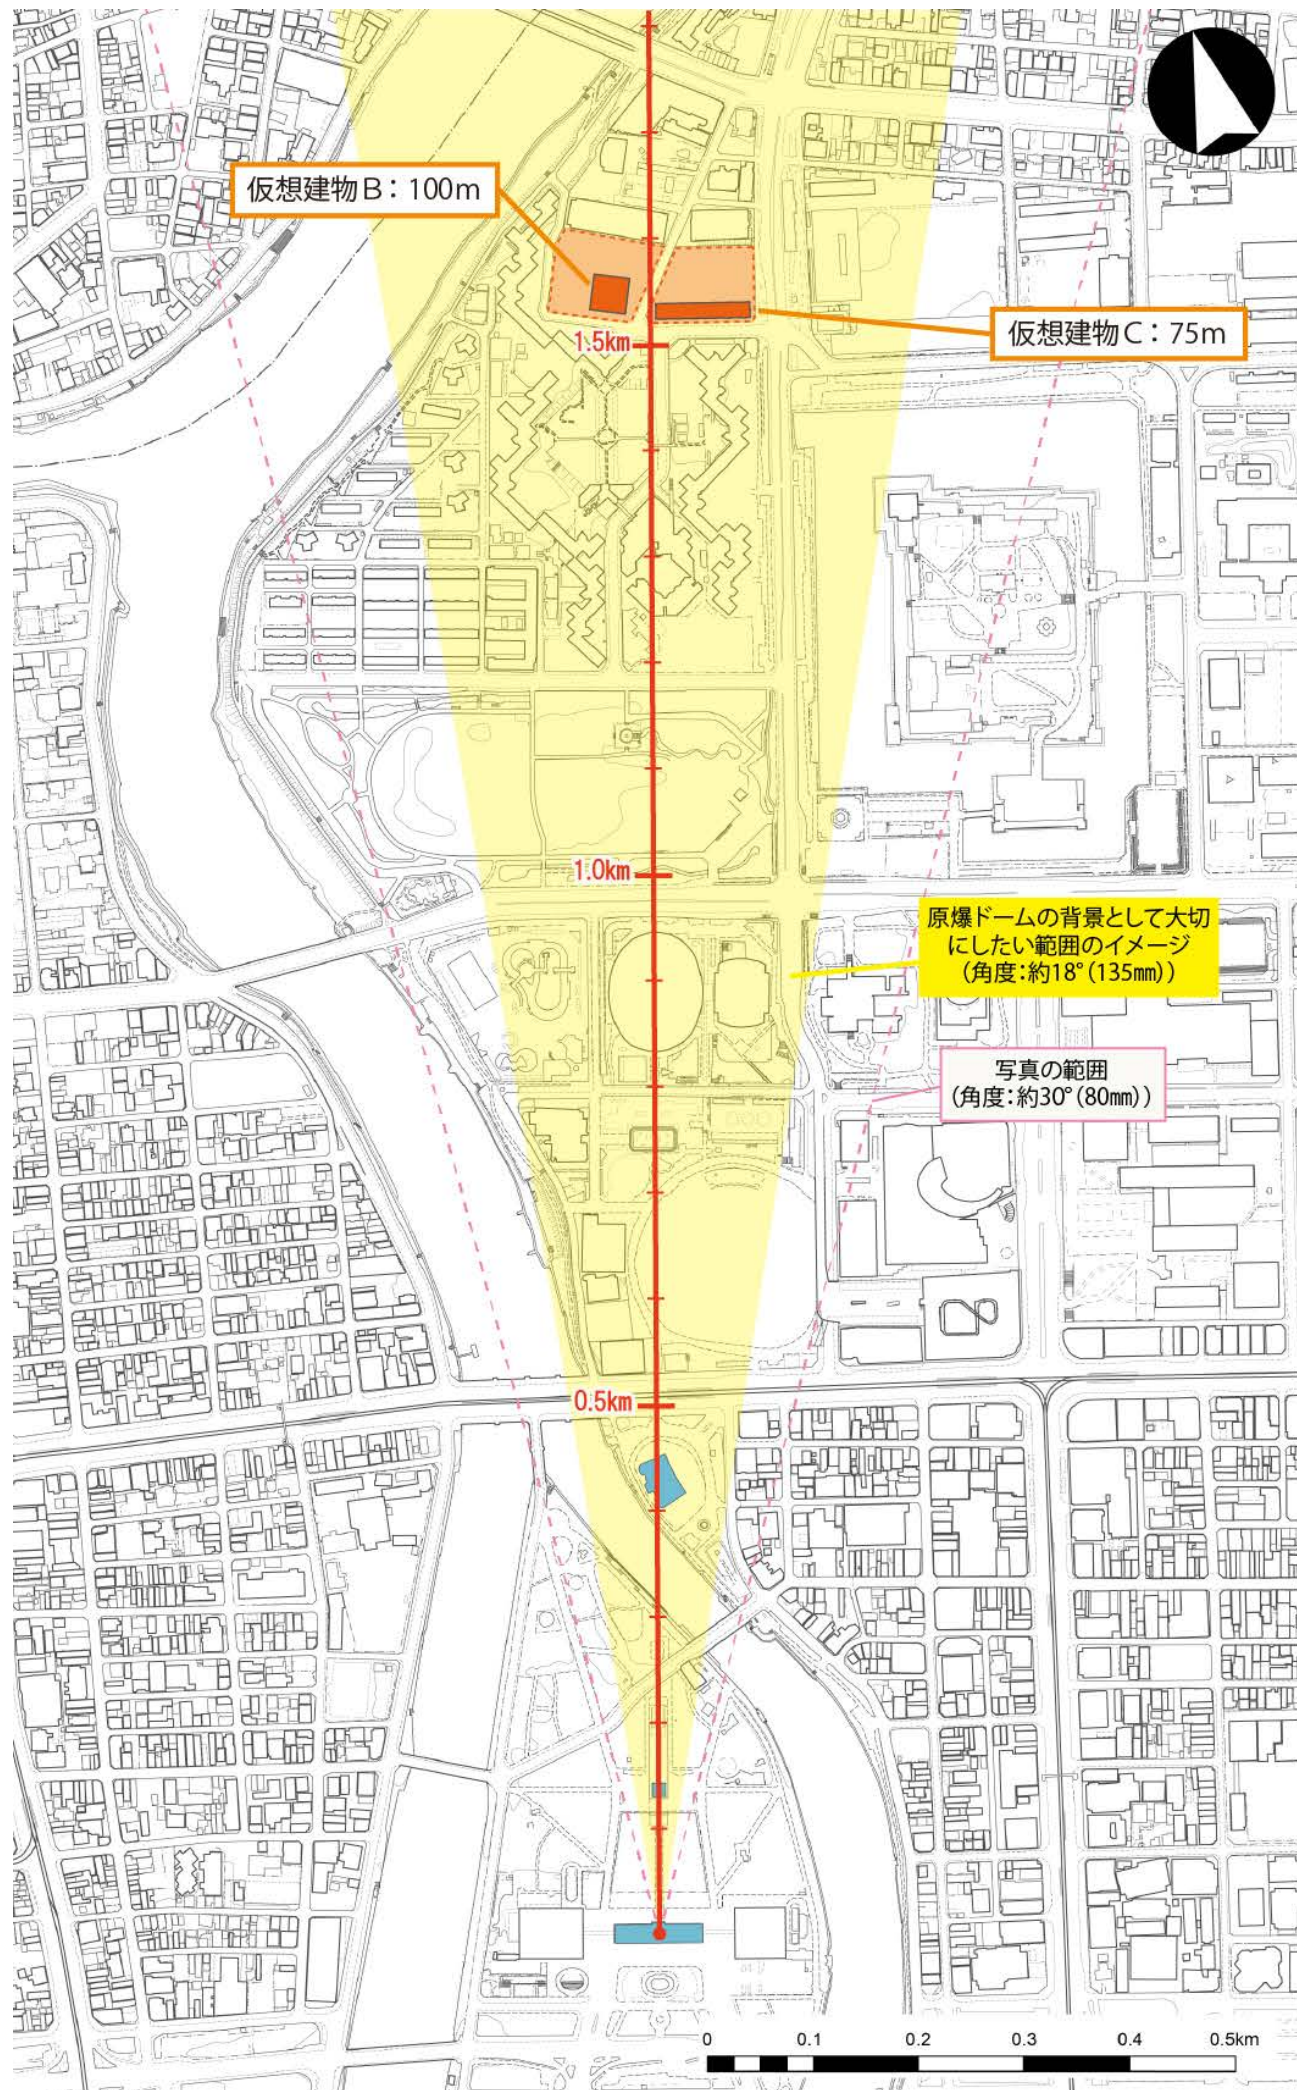 仮想建物B：100m
仮想建物C：75m
1.5km
1.0km
原爆ドームの背景として大切
にしたい範囲のイメージ
（角度：約18°（135㎜））
写真の範囲
（角度：約30°（80㎜））
0.5km
0 0.1 0.2 0.3 0.4 0.5km